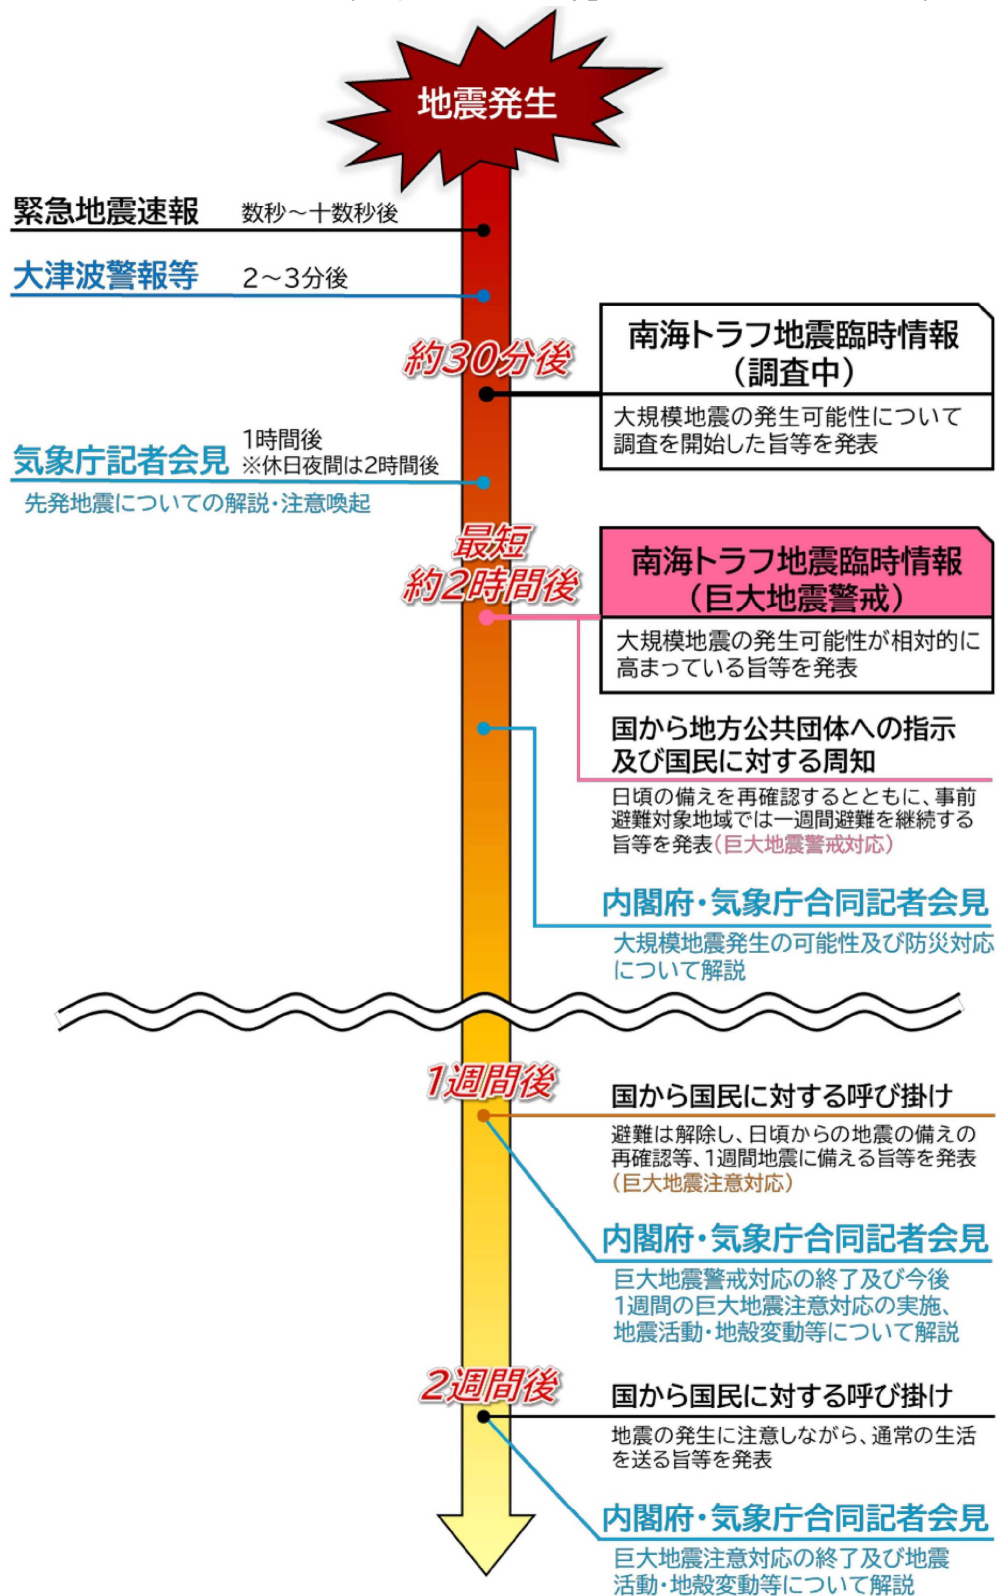 地震発生
緊急地震速報 数秒～十数秒後
大津波警報等 2～3分後
約30分後
南海トラフ地震臨時情報
（調査中）
大規模地震の発生可能性について
調査を開始した旨等を発表
気象庁記者会見 1時間後
※休日夜間は2時間後
先発地震についての解説・注意喚起
最短
約2時間後
南海トラフ地震臨時情報
（巨大地震警戒）
大規模地震の発生可能性が相対的に
高まっている旨等を発表
国から地方公共団体への指示
及び国民に対する周知
日頃の備えを再確認するとともに、事前
避難対象地域では一週間避難を継続する
旨等を発表（巨大地震警戒対応）
内閣府・気象庁合同記者会見
大規模地震発生の可能性及び防災対応
について解説
1週間後
国から国民に対する呼び掛け
避難は解除し、日頃からの地震の備えの
再確認等、1週間地震に備える旨等を発表
（巨大地震注意対応）
内閣府・気象庁合同記者会見
巨大地震警戒対応の終了及び今後
1週間の巨大地震注意対応の実施、
地震活動・地殻変動等について解説
2週間後
国から国民に対する呼び掛け
地震の発生に注意しながら、通常の生活
を送る旨等を発表
内閣府・気象庁合同記者会見
巨大地震注意対応の終了及び地震
活動・地殻変動等について解説